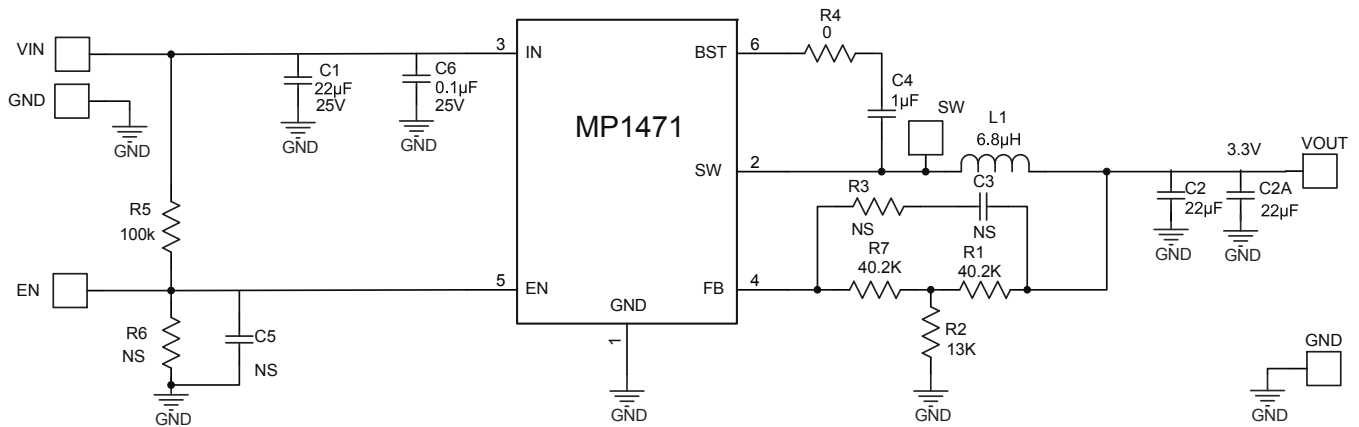 VIN
GND
GND
R5
100k
EN
R6
NS
C5
NS
GND
C1
22µF
25V
GND
C6
0.1µF
25V
GND
3
IN
5
EN
MP1471
GND
1
GND
BST
6
SW
2
FB
4
R4
0
C4
1µF
SW
L1
6.8µH
R3
NS
C3
NS
R7
40.2K
R1
40.2K
R2
13K
GND
3.3V
VOUT
C2
22µF
GND
C2A
22µF
GND
GND
GND